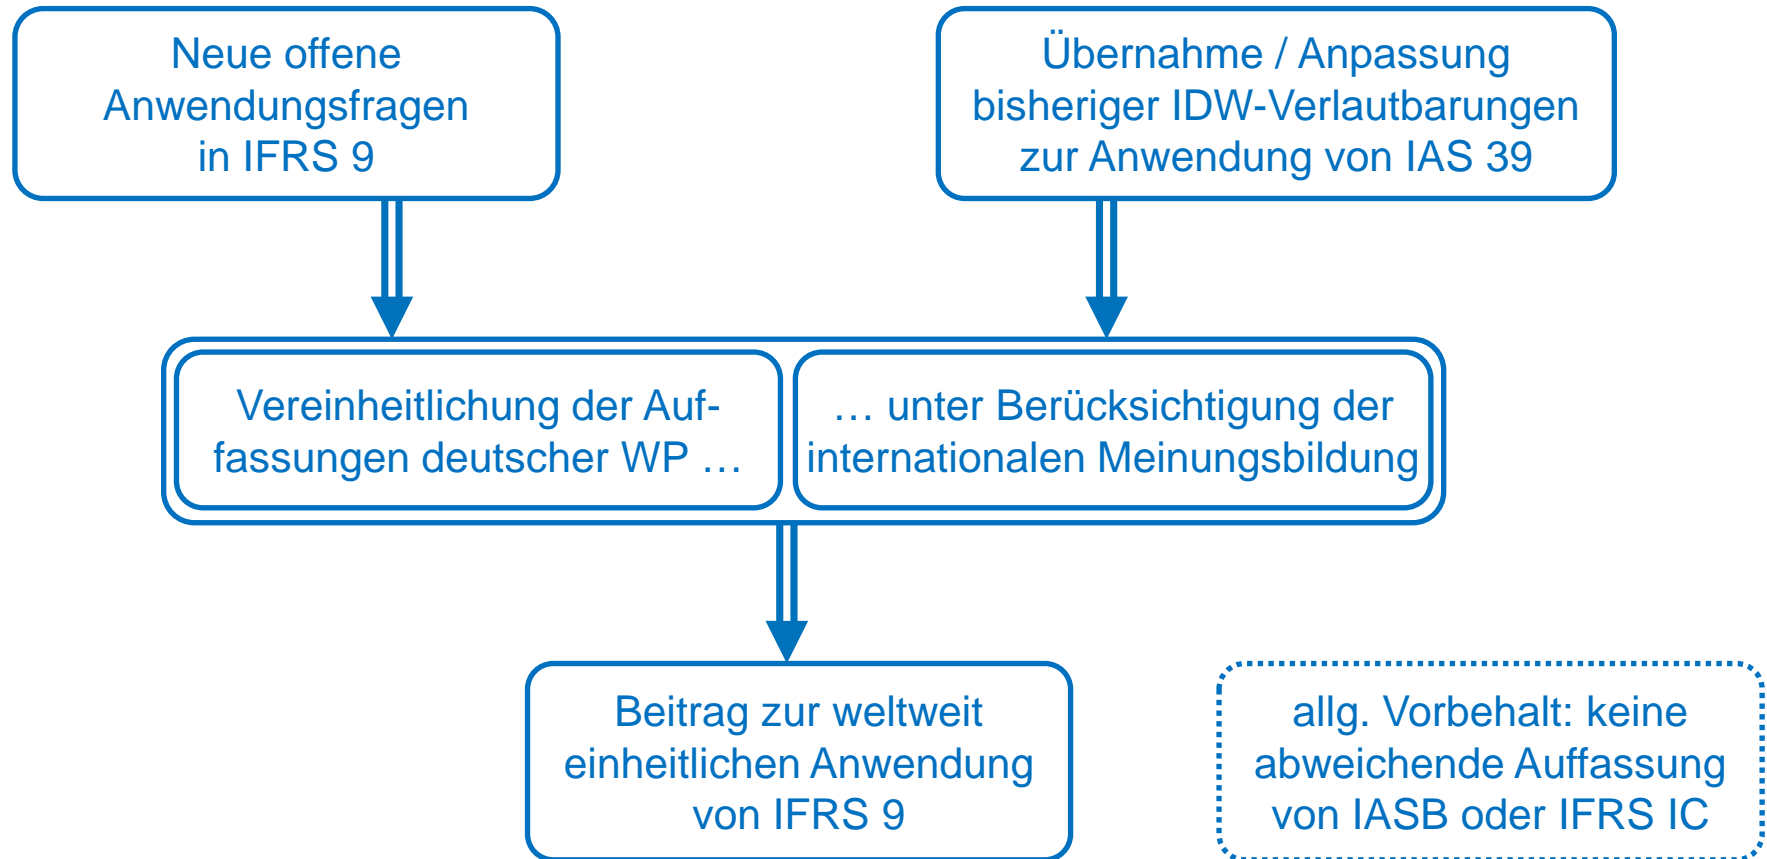 Neue offene
Anwendungsfragen
in IFRS 9
Übernahme / Anpassung
bisheriger IDW-Verlautbarungen
zur Anwendung von IAS 39
Vereinheitlichung der Auf-
fassungen deutscher WP …
… unter Berücksichtigung der
internationalen Meinungsbildung
Beitrag zur weltweit
einheitlichen Anwendung
von IFRS 9
allg. Vorbehalt: keine
abweichende Auffassung
von IASB oder IFRS IC